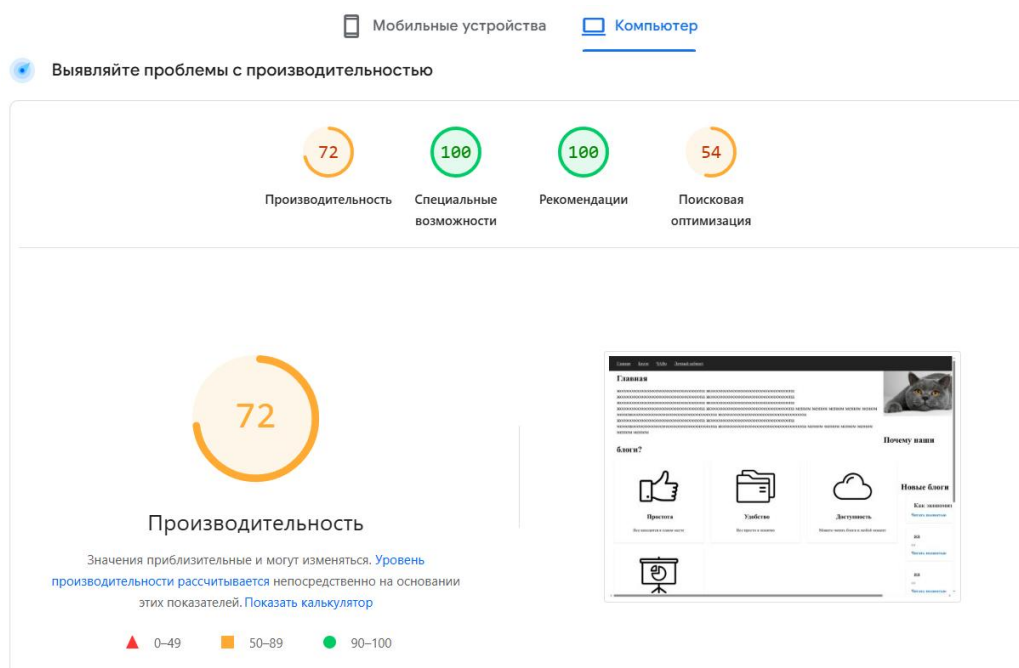 Мобильные устройства
Компьютер
Выявляйте проблемы с производительностью
72
100
100
54
Производительность
Специальные
возможности
Рекомендации
Поисковая
оптимизация
72
Производительность
Значения приблизительные и могут изменяться. Уровень
производительности рассчитывается непосредственно на основании
этих показателей. Показать калькулятор
0–49
50–89
90–100
Главная
Почему наши
блоги?
Новые блоги
Простота
Удобство
Доступность